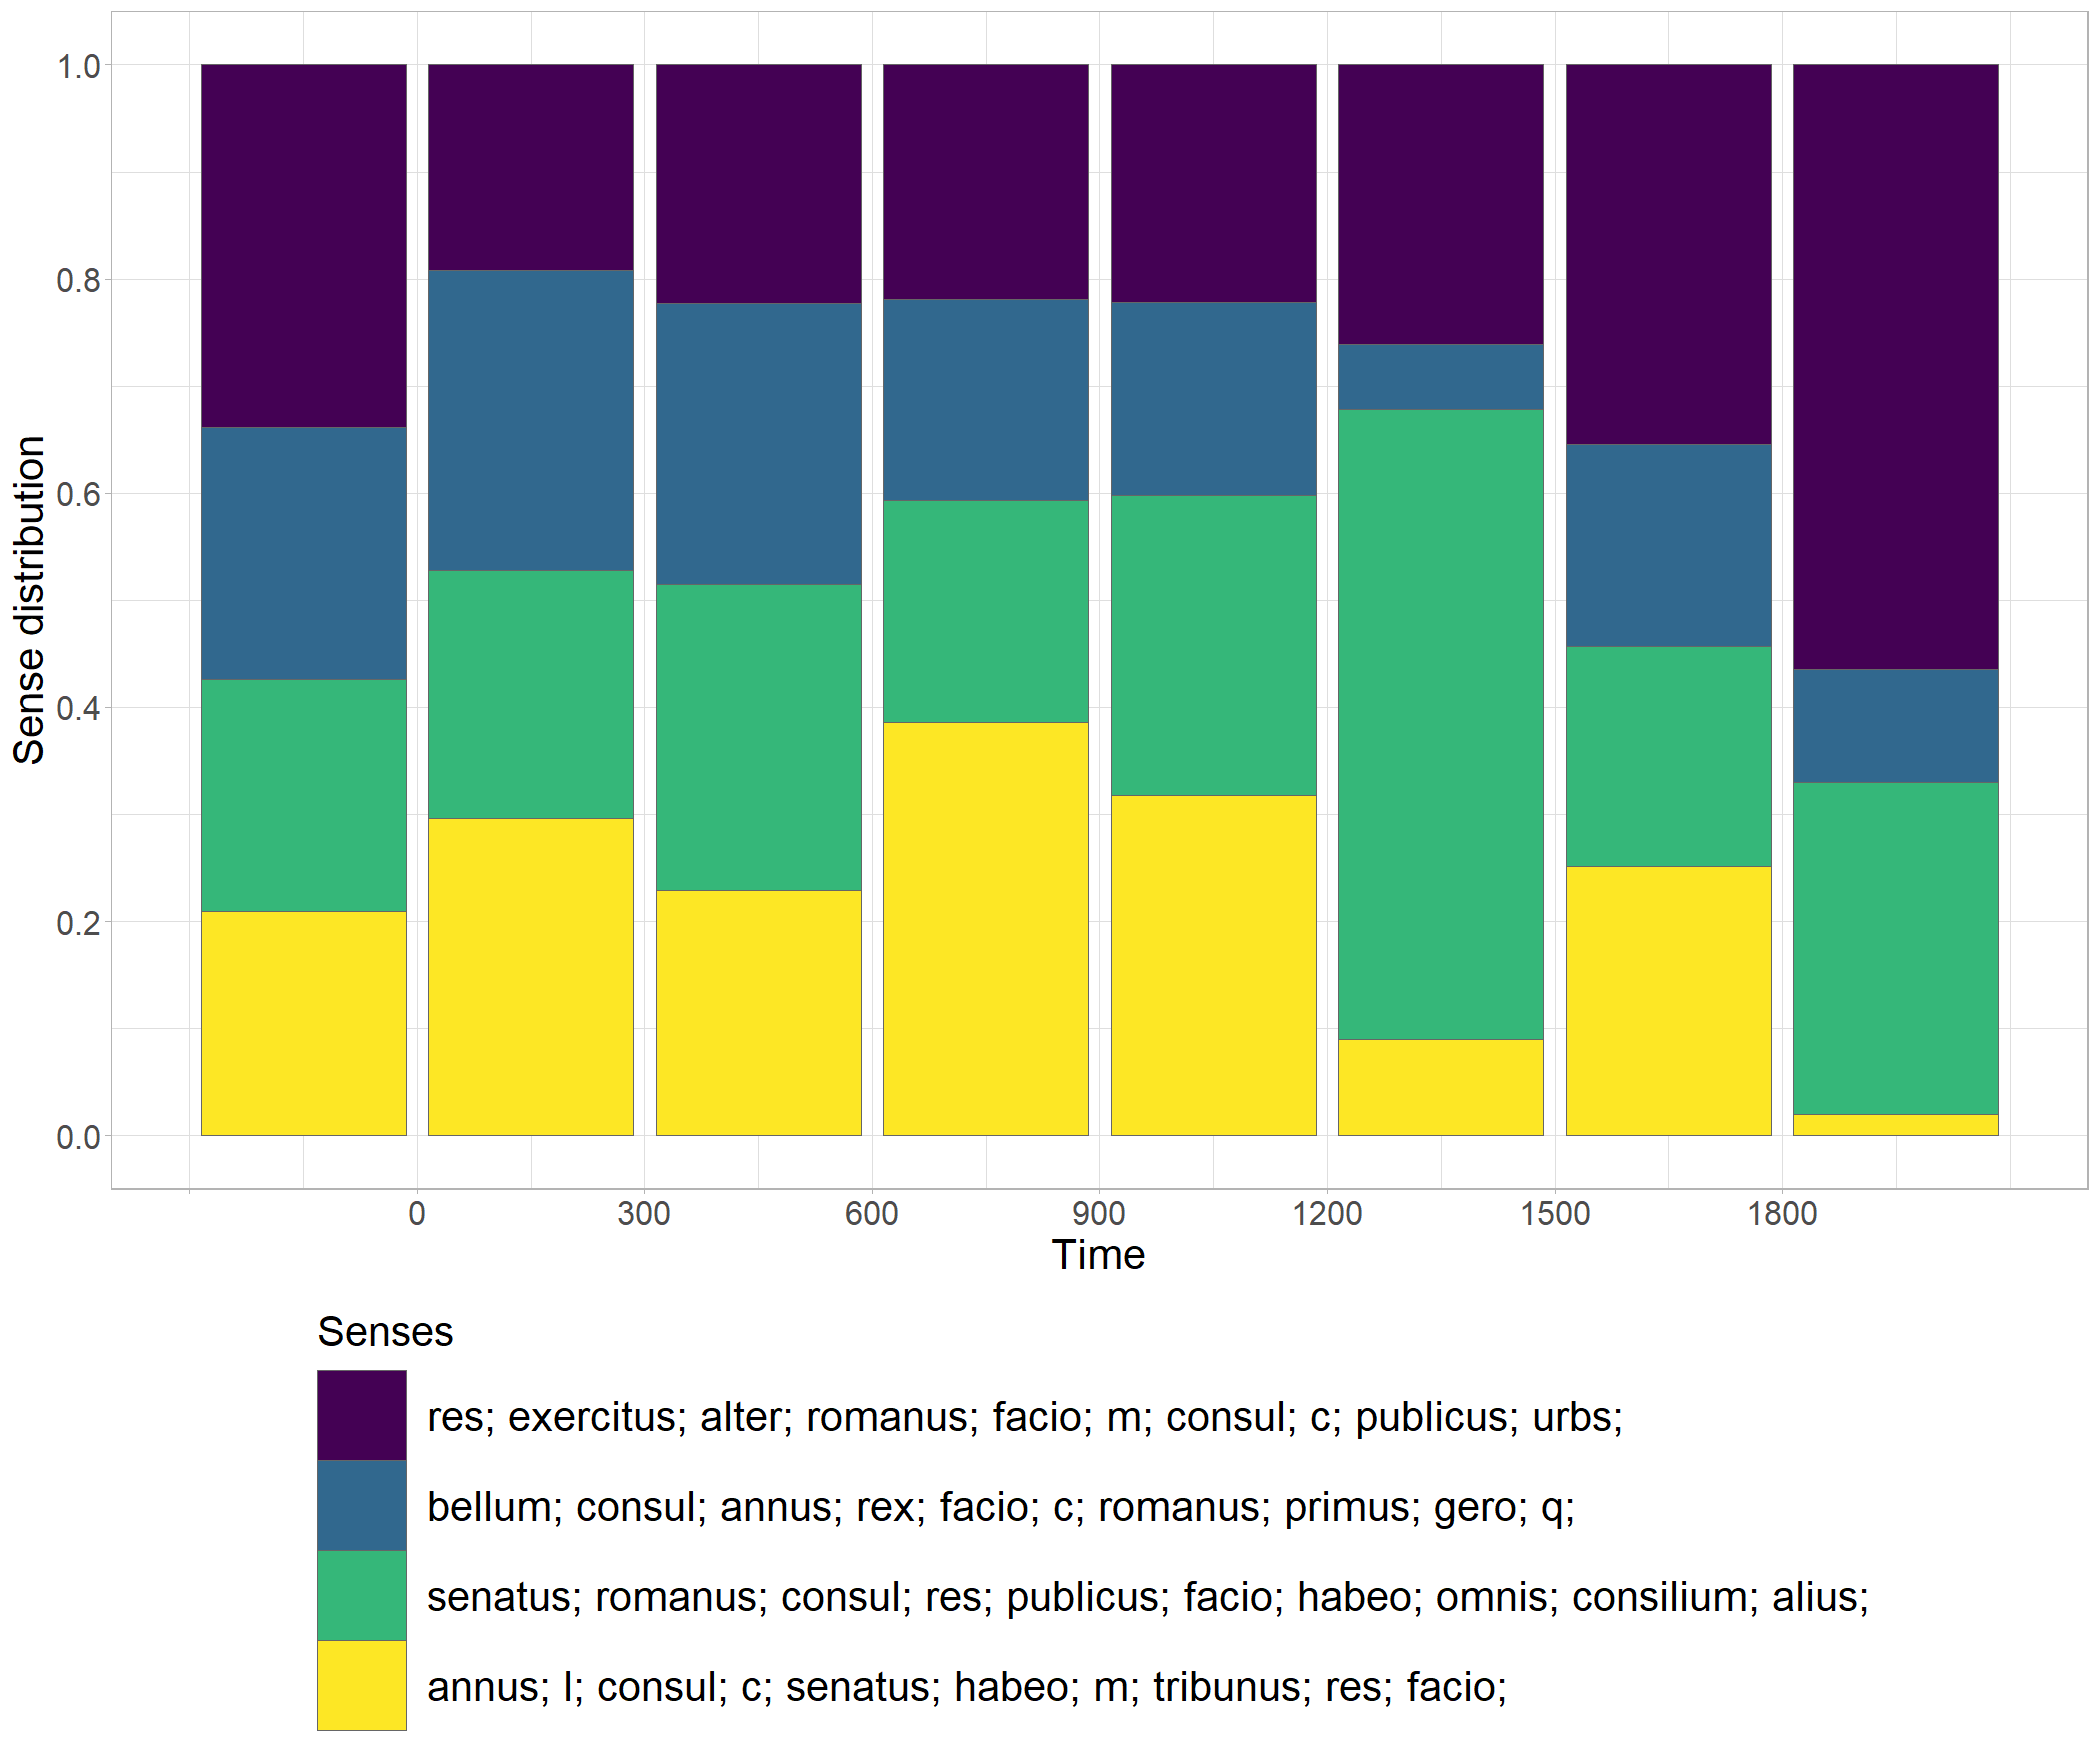 1.0
0.8
0.6
0.4
0.2
0.0
Sense distribution
0 300 600 900 1200 1500 1800
Time
Senses
res; exercitus; alter; romanus; facio; m; consul; c; publicus; urbs;
bellum; consul; annus; rex; facio; c; romanus; primus; gero; q;
senatus; romanus; consul; res; publicus; facio; habeo; omnis; consilium; alius;
annus; l; consul; c; senatus; habeo; m; tribunus; res; facio;